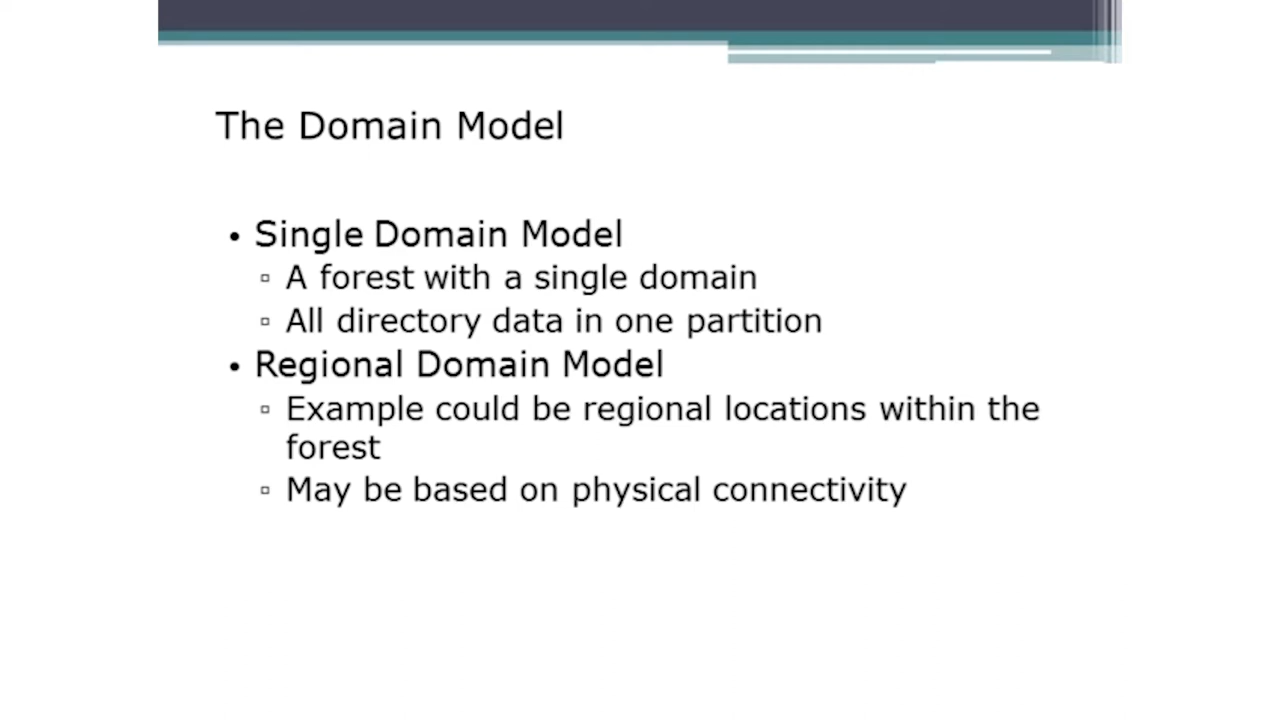 The Domain Model
• Single Domain Model
▫ A forest with a single domain
▫ All directory data in one partition
• Regional Domain Model
▫ Example could be regional locations within the
forest
▫ May be based on physical connectivity